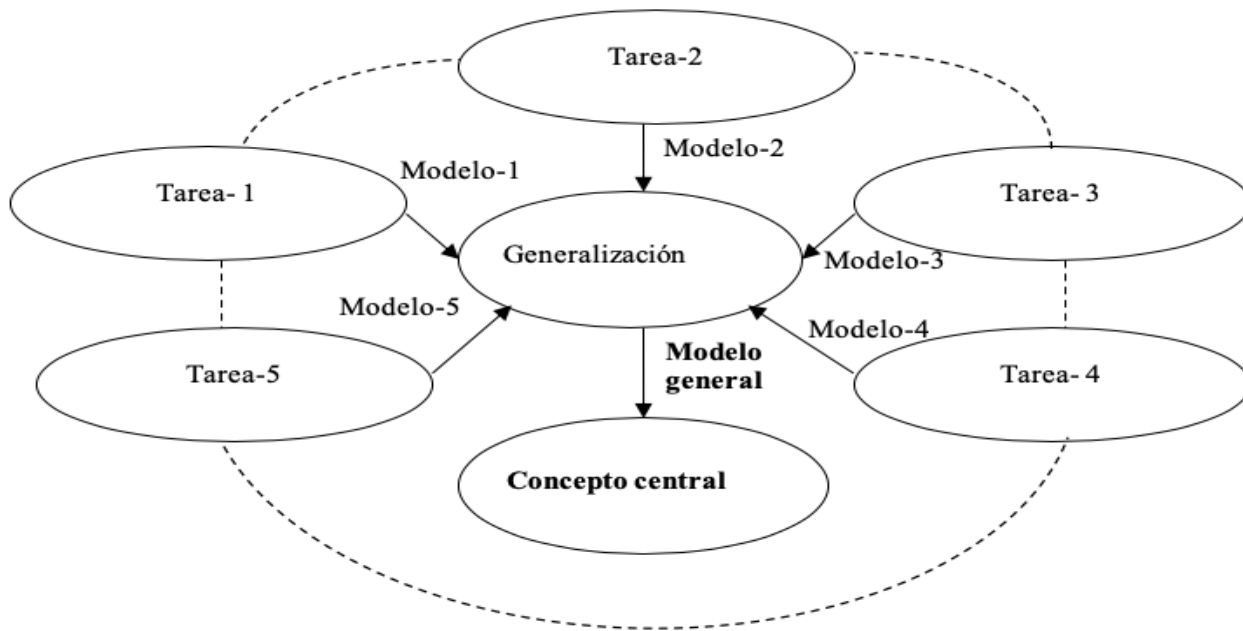 Tarea-2
Modelo-2
Modelo-1
Tarea- 1
Tarea- 3
Generalización
Modelo-3
Modelo-5
Modelo-4
Modelo
general
Tarea-5
Tarea- 4
Concepto central